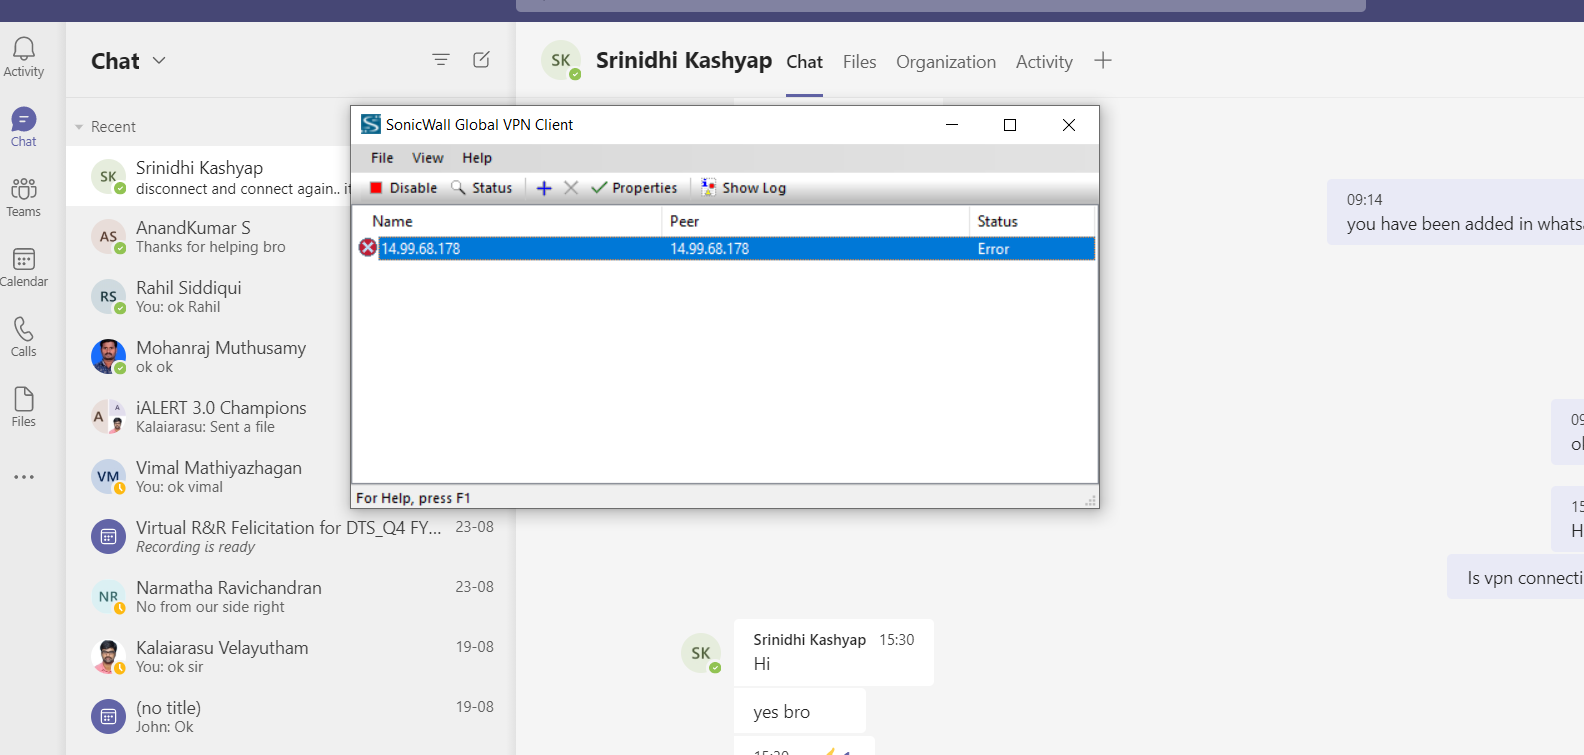 Activity
Chat
Teams
Calendar
Calls
Files
Chat
Recent
SK
Srinidhi Kashyap
disconnect and connect again..
AS
AnandKumar S
Thanks for helping bro
RS
Rahil Siddiqui
You: ok Rahil
Mohanraj Muthusamy
ok ok
A
A
iALERT 3.0 Champions
Kalaiarasu: Sent a file
VM
Vimal Mathiyazhagan
You: ok vimal
Virtual R&R Felicitation for DTS_Q4 FY... 23-08
Recording is ready
NR
Narmatha Ravichandran 23-08
No from our side right
Kalaiarasu Velayutham 19-08
You: ok sir
(no title) 19-08
John: Ok
SK
Srinidhi Kashyap Chat Files Organization Activity
SonicWall Global VPN Client
File View Help
Disable Status Properties Show Log
Name Peer Status
14.99.68.178 14.99.68.178 Error
For Help, press F1
09:14
you have been added in
Is vpn
SK
Srinidhi Kashyap 15:30
Hi
yes bro